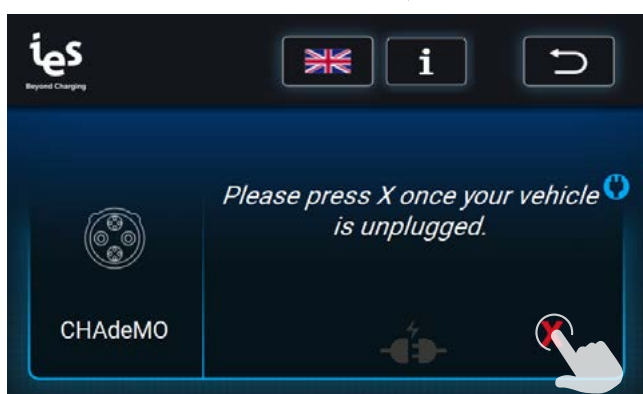 ies
Beyond Charging
i
Please press X once your vehicle
is unplugged.
CHAdeMO
X